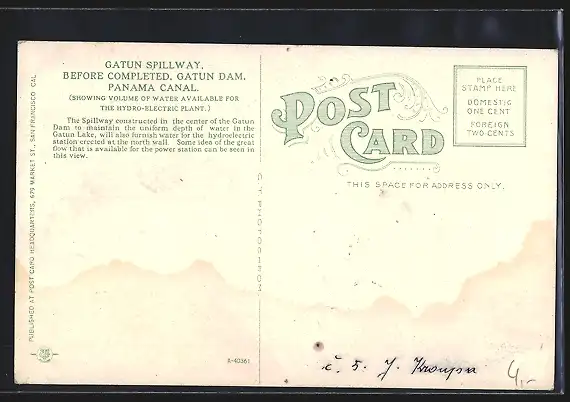 GATUN SPILLWAY,
BEFORE COMPLETED, GATUN DAM,
PANAMA CANAL.
(SHOWING VOLUME OF WATER AVAILABLE FOR
THE HYDRO-ELECTRIC PLANT.)
The Spillway constructed in the center of the Gatun
Dam to maintain the uniform depth of water in the
Gatun Lake, will also furnish water for the hydroelectric
station erected at the north wall. Some idea of the great
flow that is available for the power station can be seen in
this view.
PUBLISHED AT POST CARD HEADQUARTERS, 679 MARKET ST., SAN FRANCISCO CAL.
A-40361
POST
CARD
PLACE
STAMP HERE
DOMESTIC
ONE CENT
FOREIGN
TWO CENTS
THIS SPACE FOR ADDRESS ONLY.
č. 5. J. Kroupa
4,-